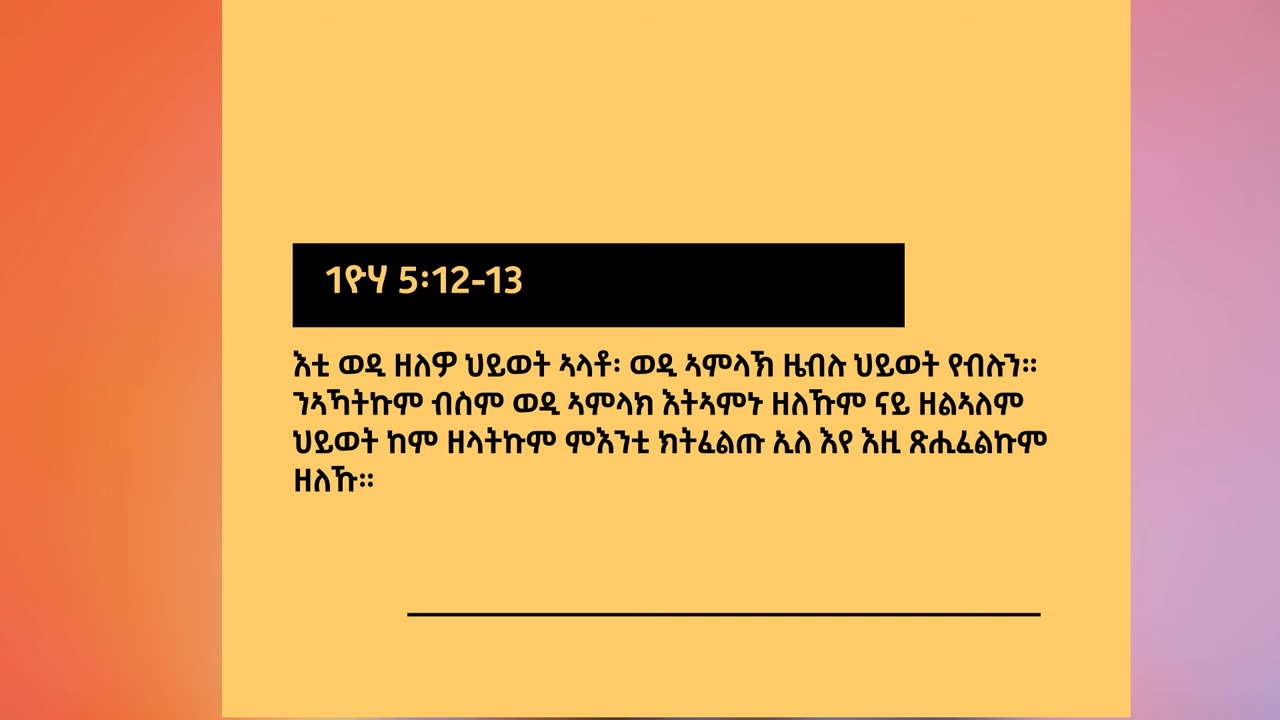 1ዮሃ 5፡12-13
እቲ ወዲ ዘለዎ ህይወት ኣላቶ፡ ወዲ ኣምላኽ ዜብሉ ህይወት የብሉን።
ንኣኻትኩም ብስም ወዲ ኣምላክ እትኣምኑ ዘለኹም ናይ ዘልኣለም
ህይወት ከም ዘላትኩም ምእንቲ ክትፈልጡ ኢለ እየ እዚ ጽሒፈልኩም
ዘለኹ።